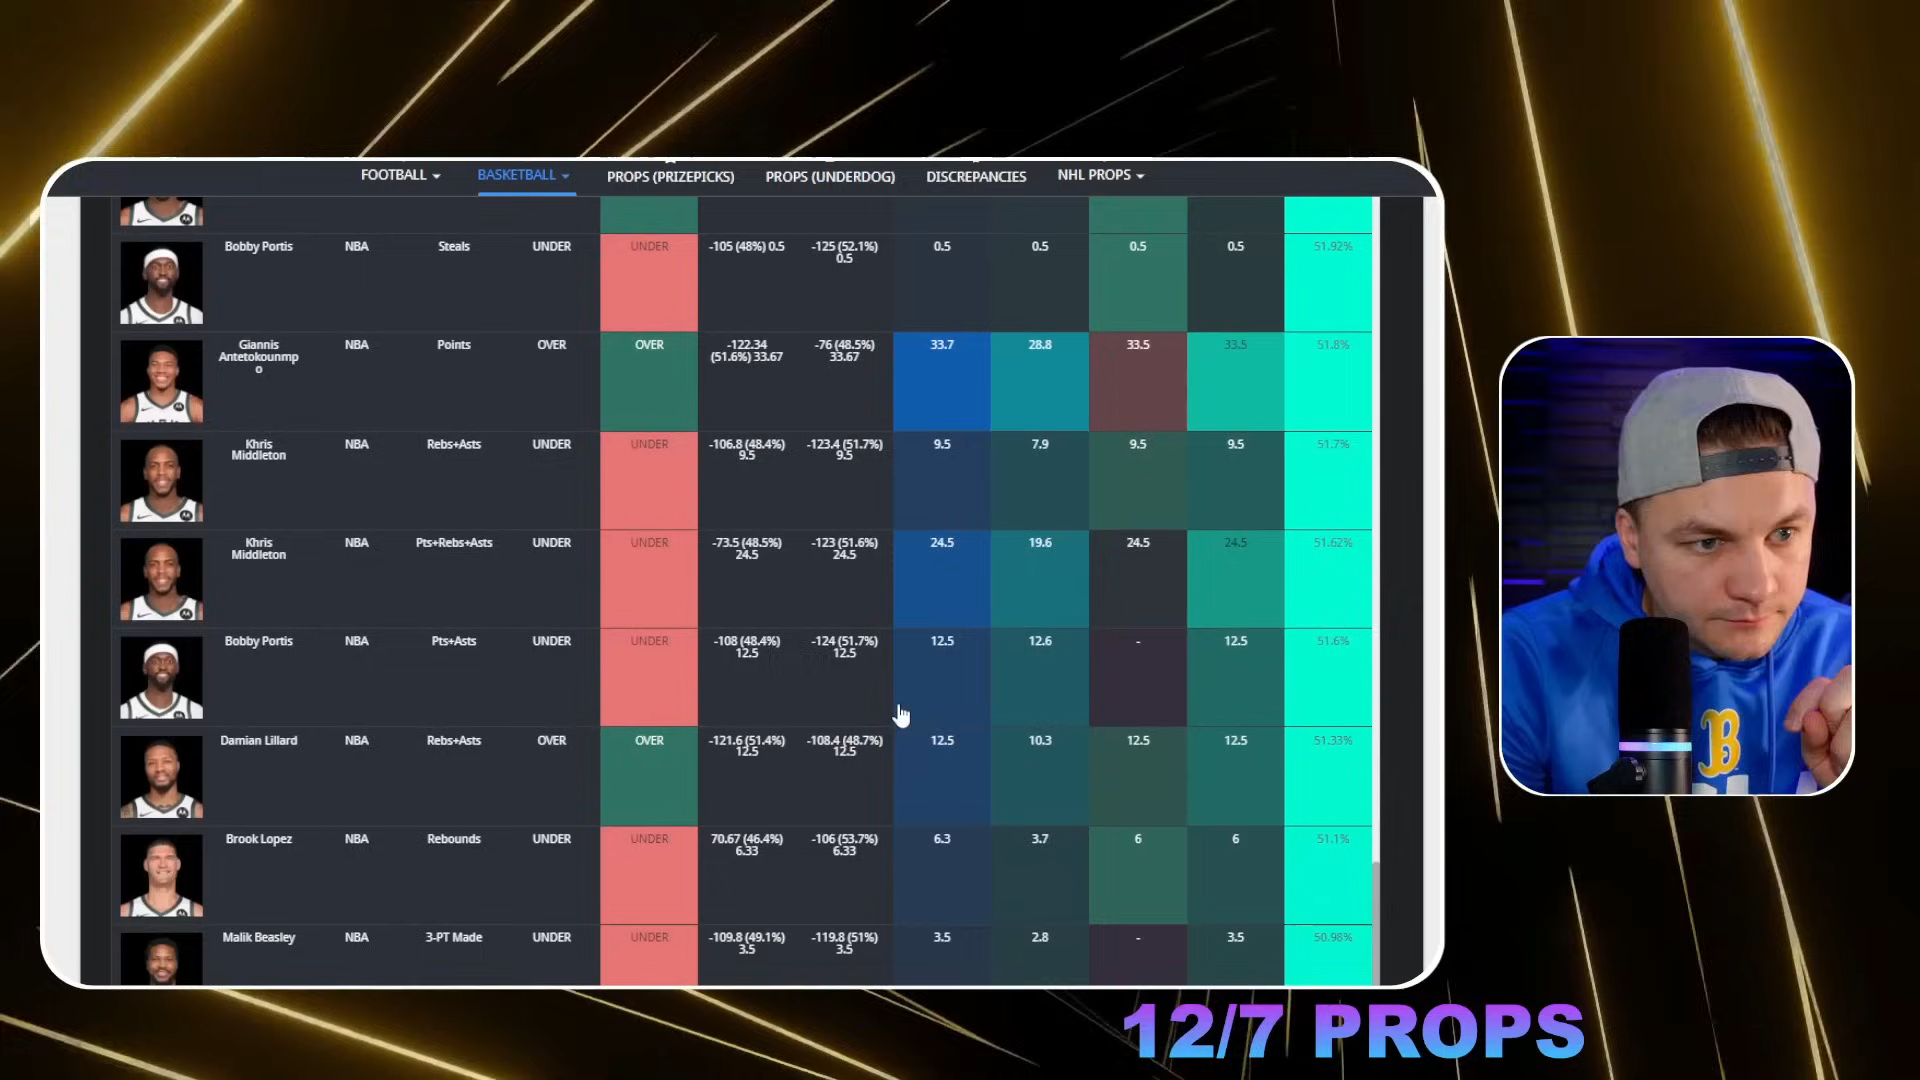 FOOTBALL
BASKETBALL
PROPS (PRIZEPICKS)
PROPS (UNDERDOG)
DISCREPANCIES
NHL PROPS
Bobby Portis NBA Steals UNDER UNDER -105 (48%) 0.5 -125 (52.1%) 0.5 0.5 0.5 0.5 0.5 51.92%
Giannis Antetokounmpo NBA Points OVER OVER -122.34 (51.6%) 33.67 -76 (48.5%) 33.67 33.7 28.8 33.5 33.5 51.8%
Khris Middleton NBA Rebs+Asts UNDER UNDER -106.8 (48.4%) 9.5 -123.4 (51.7%) 9.5 9.5 7.9 9.5 9.5 51.7%
Khris Middleton NBA Pts+Rebs+Asts UNDER UNDER -73.5 (48.5%) 24.5 -123 (51.6%) 24.5 24.5 19.6 24.5 24.5 51.62%
Bobby Portis NBA Pts+Asts UNDER UNDER -108 (48.4%) 12.5 -124 (51.7%) 12.5 12.5 12.6 - 12.5 51.6%
Damian Lillard NBA Rebs+Asts OVER OVER -121.6 (51.4%) 12.5 -108.4 (48.7%) 12.5 12.5 10.3 12.5 12.5 51.33%
Brook Lopez NBA Rebounds UNDER UNDER 70.67 (46.4%) 6.33 -106 (53.7%) 6.33 6.3 3.7 6 6 51.1%
Malik Beasley NBA 3-PT Made UNDER UNDER -109.8 (49.1%) 3.5 -119.8 (51%) 3.5 3.5 2.8 - 3.5 50.98%
B
12/7 PROPS